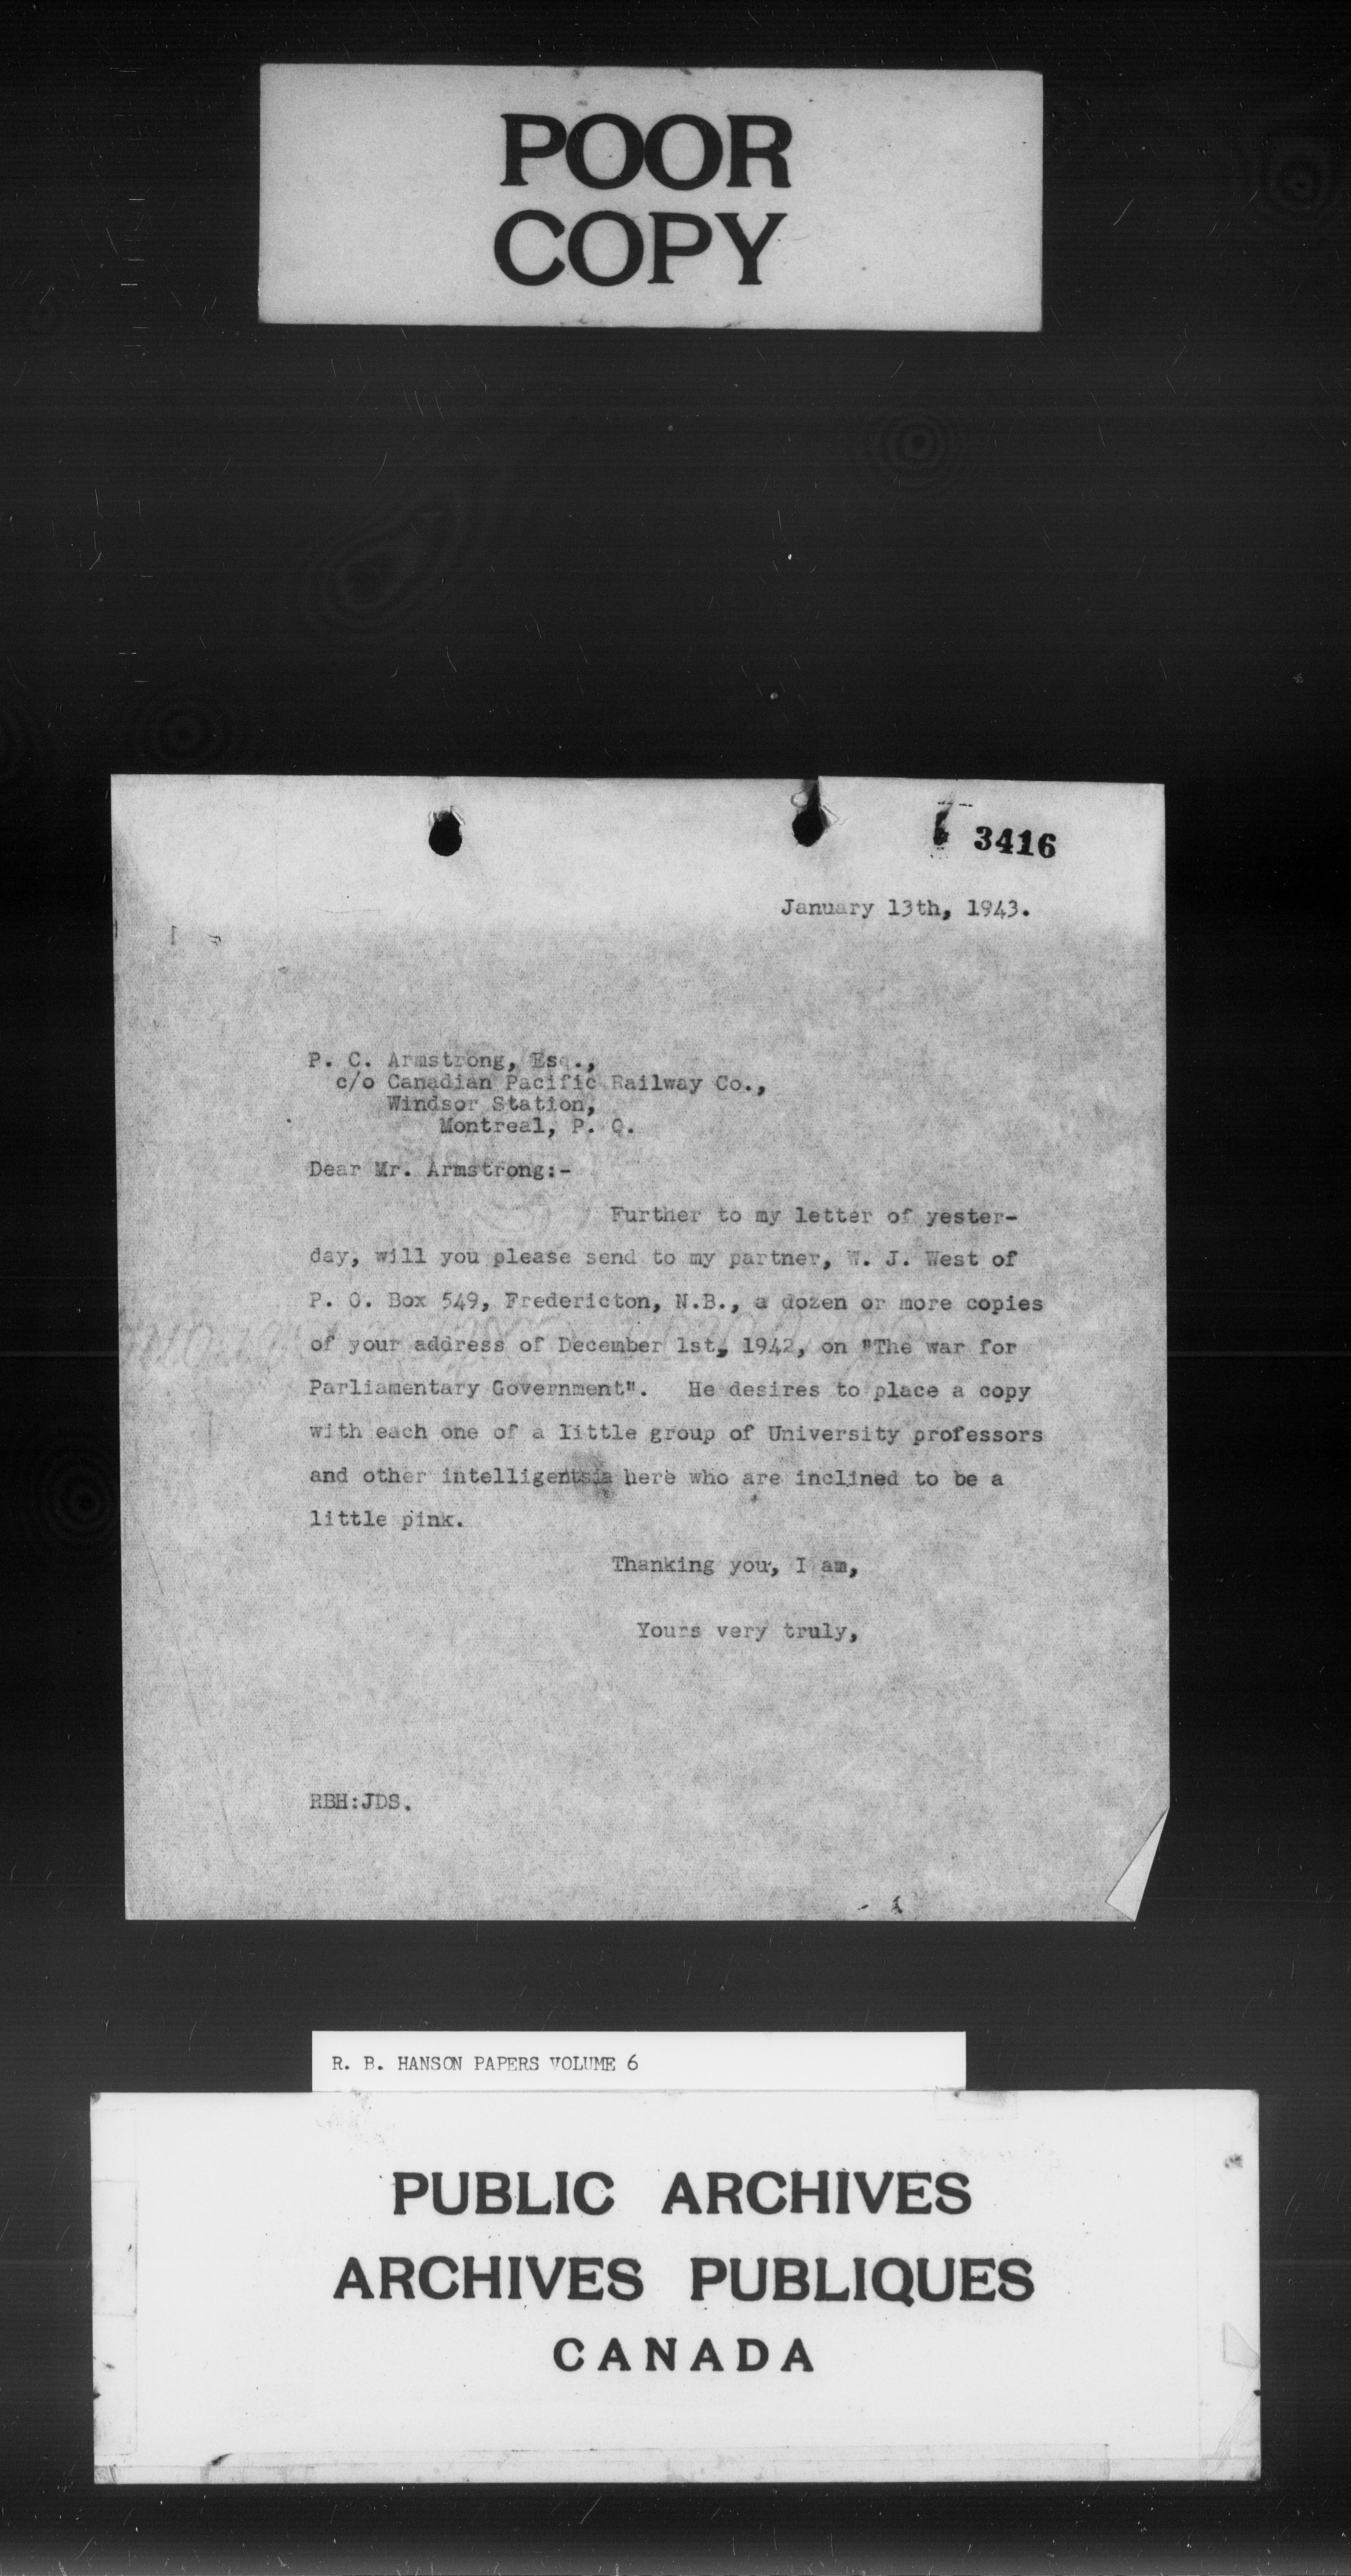 POOR
COPY
3416
January 13th, 1943.
P. C. Armstrong, Esq.,
c/o Canadian Pacific Railway Co.,
Windsor Station,
Montreal, P. Q.
Dear Mr. Armstrong:-
Further to my letter of yester-
day, will you please send to my partner, W. J. West of
P. O. Box 549, Fredericton, N.B., a dozen or more copies
of your address of December 1st, 1942, on "The war for
Parliamentary Government". He desires to place a copy
with each one of a little group of University professors
and other intelligentsia here who are inclined to be a
little pink.
Thanking you, I am,
Yours very truly,
RBH:JDS.
R. B. HANSON PAPERS VOLUME 6
PUBLIC ARCHIVES
ARCHIVES PUBLIQUES
CANADA